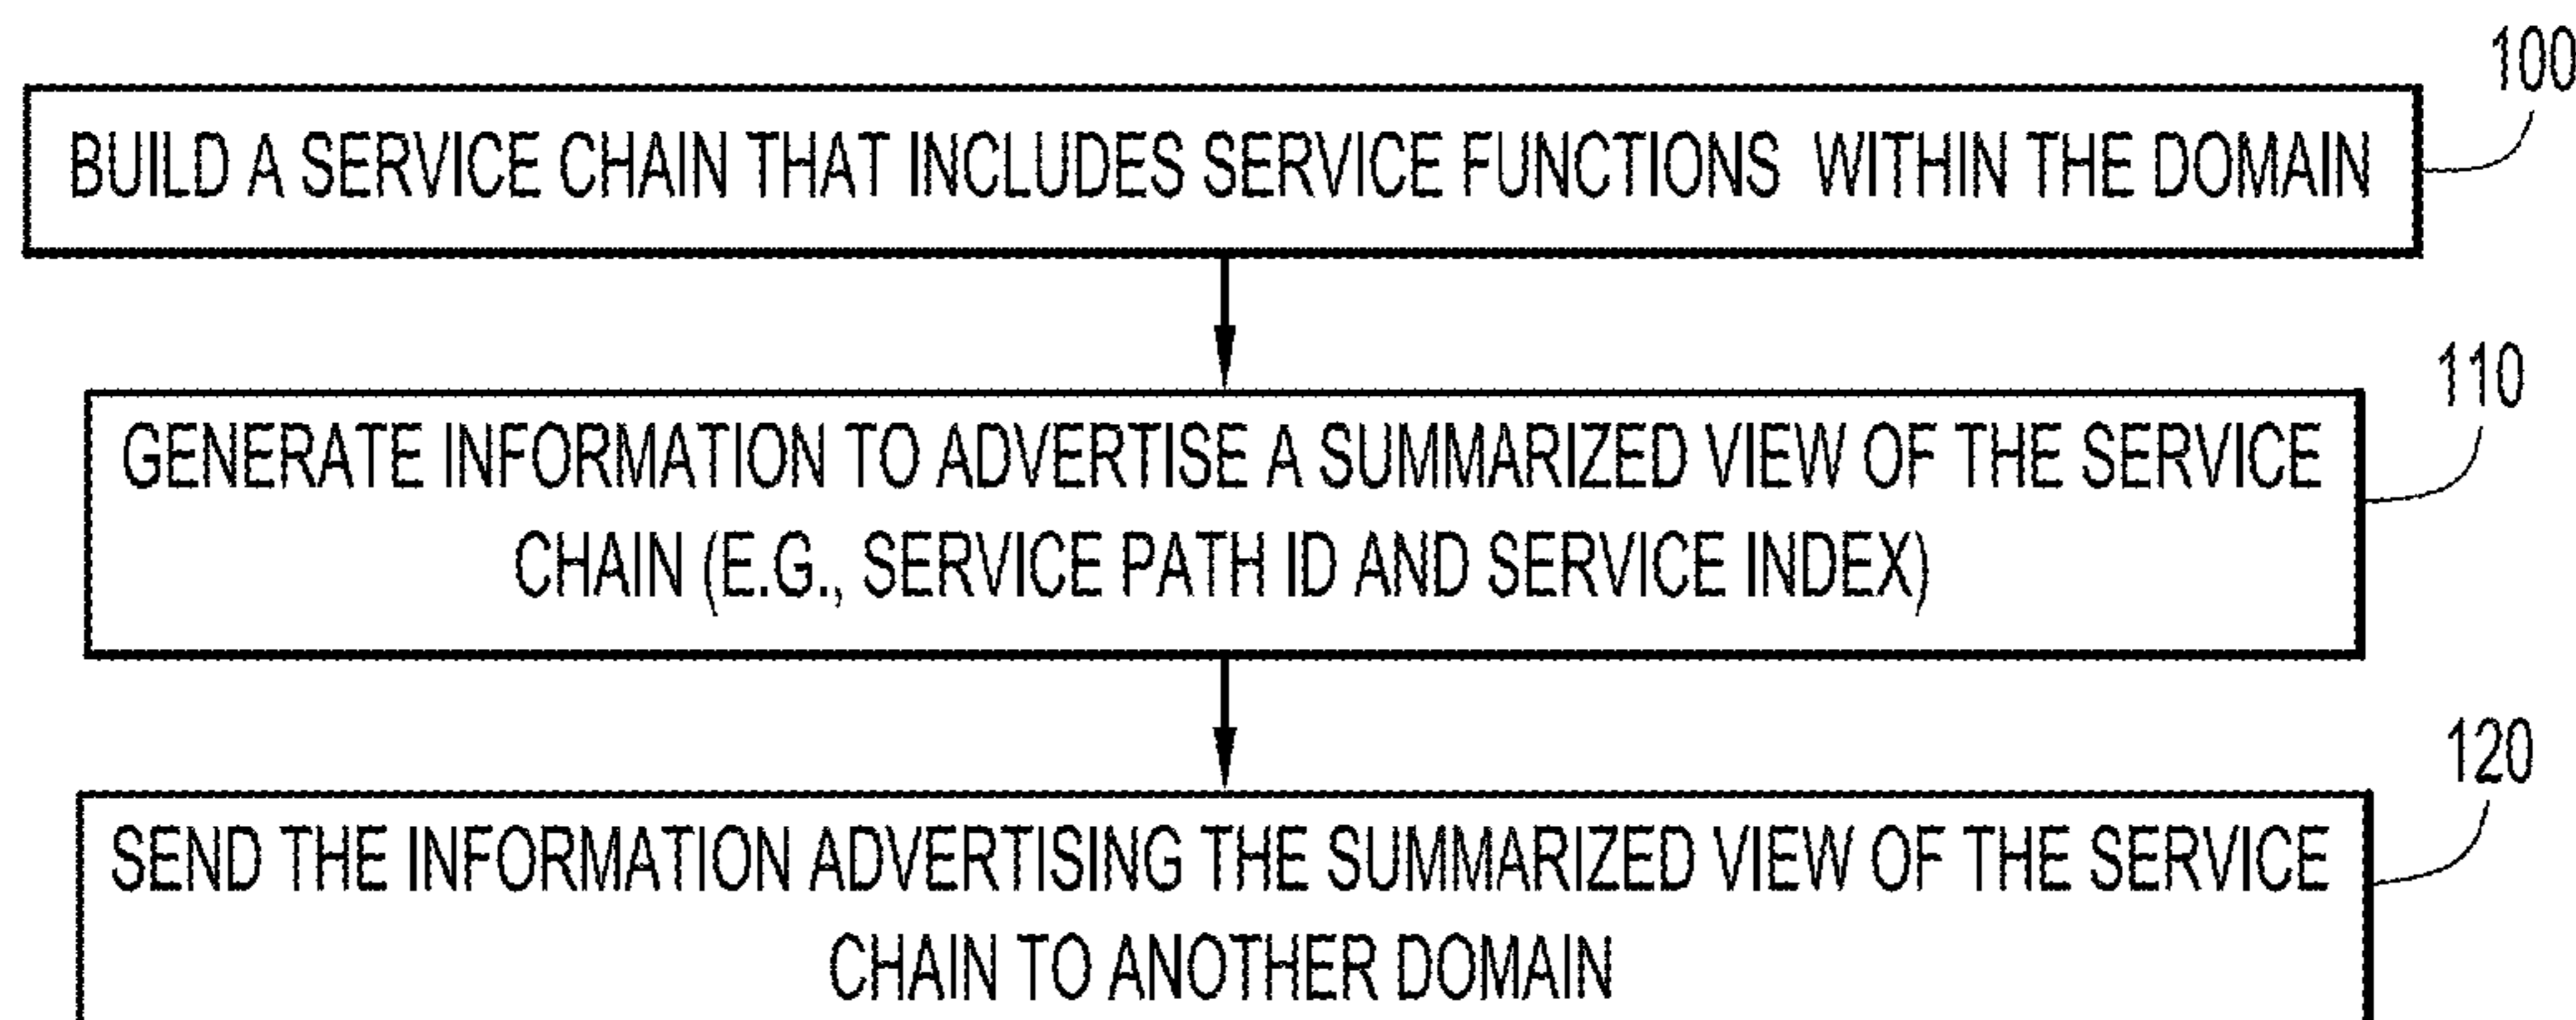 100
BUILD A SERVICE CHAIN THAT INCLUDES SERVICE FUNCTIONS WITHIN THE DOMAIN
110
GENERATE INFORMATION TO ADVERTISE A SUMMARIZED VIEW OF THE SERVICE
CHAIN (E.G., SERVICE PATH ID AND SERVICE INDEX)
120
SEND THE INFORMATION ADVERTISING THE SUMMARIZED VIEW OF THE SERVICE
CHAIN TO ANOTHER DOMAIN